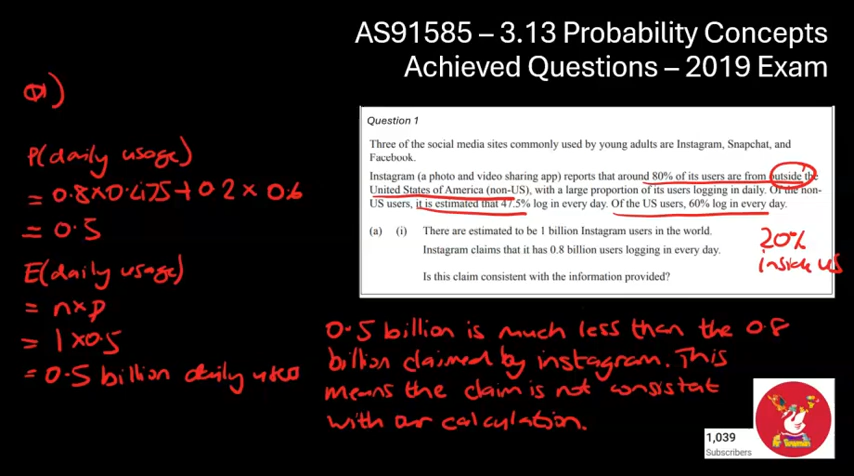 AS91585 – 3.13 Probability Concepts
Achieved Questions – 2019 Exam
Q1)
P(daily usage)
= 0.8×0.475+0.2×0.6
= 0.5
E(daily usage)
= n×p
= 1×0.5
= 0.5 billion daily users
Question 1
Three of the social media sites commonly used by young adults are Instagram, Snapchat, and
Facebook.
Instagram (a photo and video sharing app) reports that around 80% of its users are from outside the
United States of America (non-US), with a large proportion of its users logging in daily. Of the non-
US users, it is estimated that 47.5% log in every day. Of the US users, 60% log in every day.
(a) (i) There are estimated to be 1 billion Instagram users in the world.
Instagram claims that it has 0.8 billion users logging in every day.
Is this claim consistent with the information provided?
20%
inside US
0.5 billion is much less than the 0.8
billion claimed by instagram. This
means the claim is not consistat
with our calculation.
1,039
Subscribers